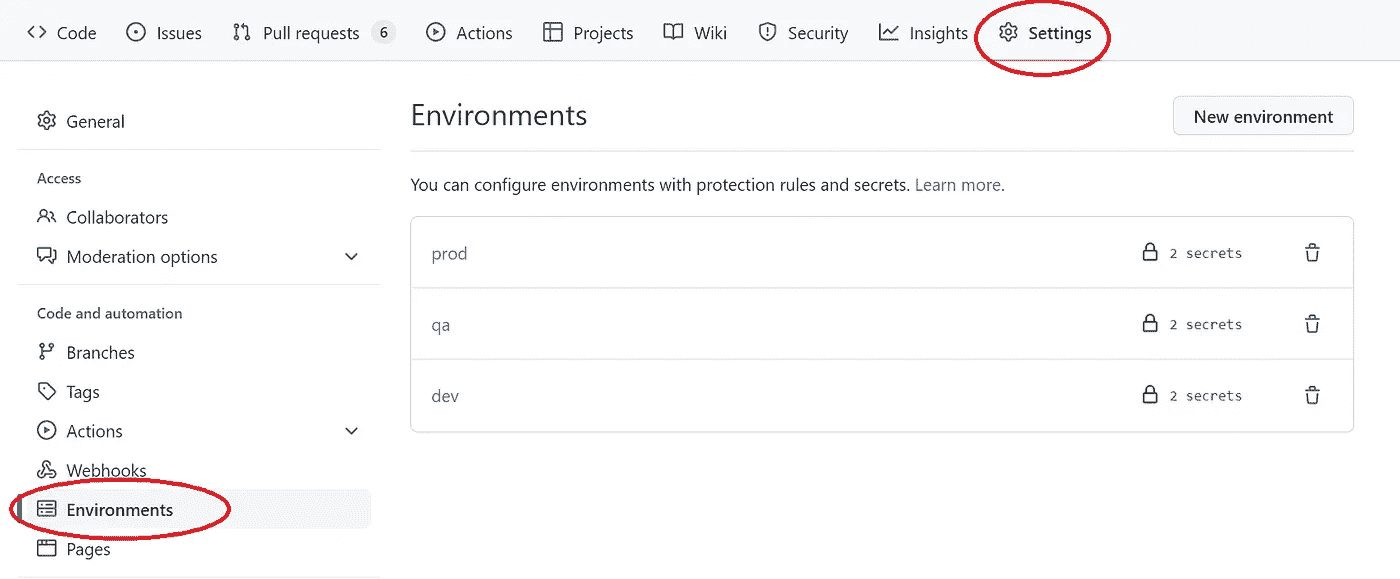 Code Issues Pull requests 6 Actions Projects Wiki Security Insights Settings
General
Access
Collaborators
Moderation options
Code and automation
Branches
Tags
Actions
Webhooks
Environments
Pages
Environments
New environment
You can configure environments with protection rules and secrets. Learn more.
prod 2 secrets
qa 2 secrets
dev 2 secrets